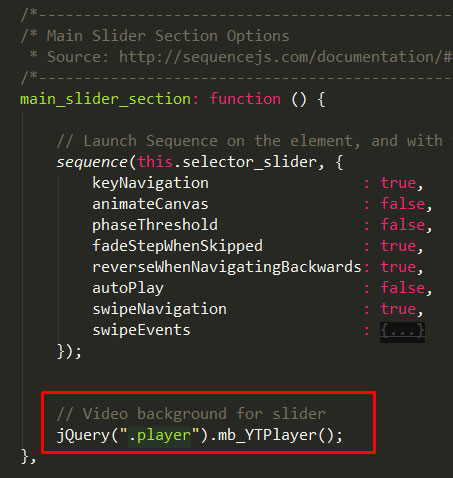 /*----------------------------------------------
/* Main Slider Section Options
 * Source: http://sequencejs.com/documentation/#
/*----------------------------------------------
main_slider_section: function () {
// Launch Sequence on the element, and with
sequence(this.selector_slider, {
keyNavigation : true,
animateCanvas : false,
phaseThreshold : false,
fadeStepWhenSkipped : true,
reverseWhenNavigatingBackwards: true,
autoPlay : false,
swipeNavigation : true,
swipeEvents : {...}
});
// Video background for slider
jQuery(".player").mb_YTPlayer();
},